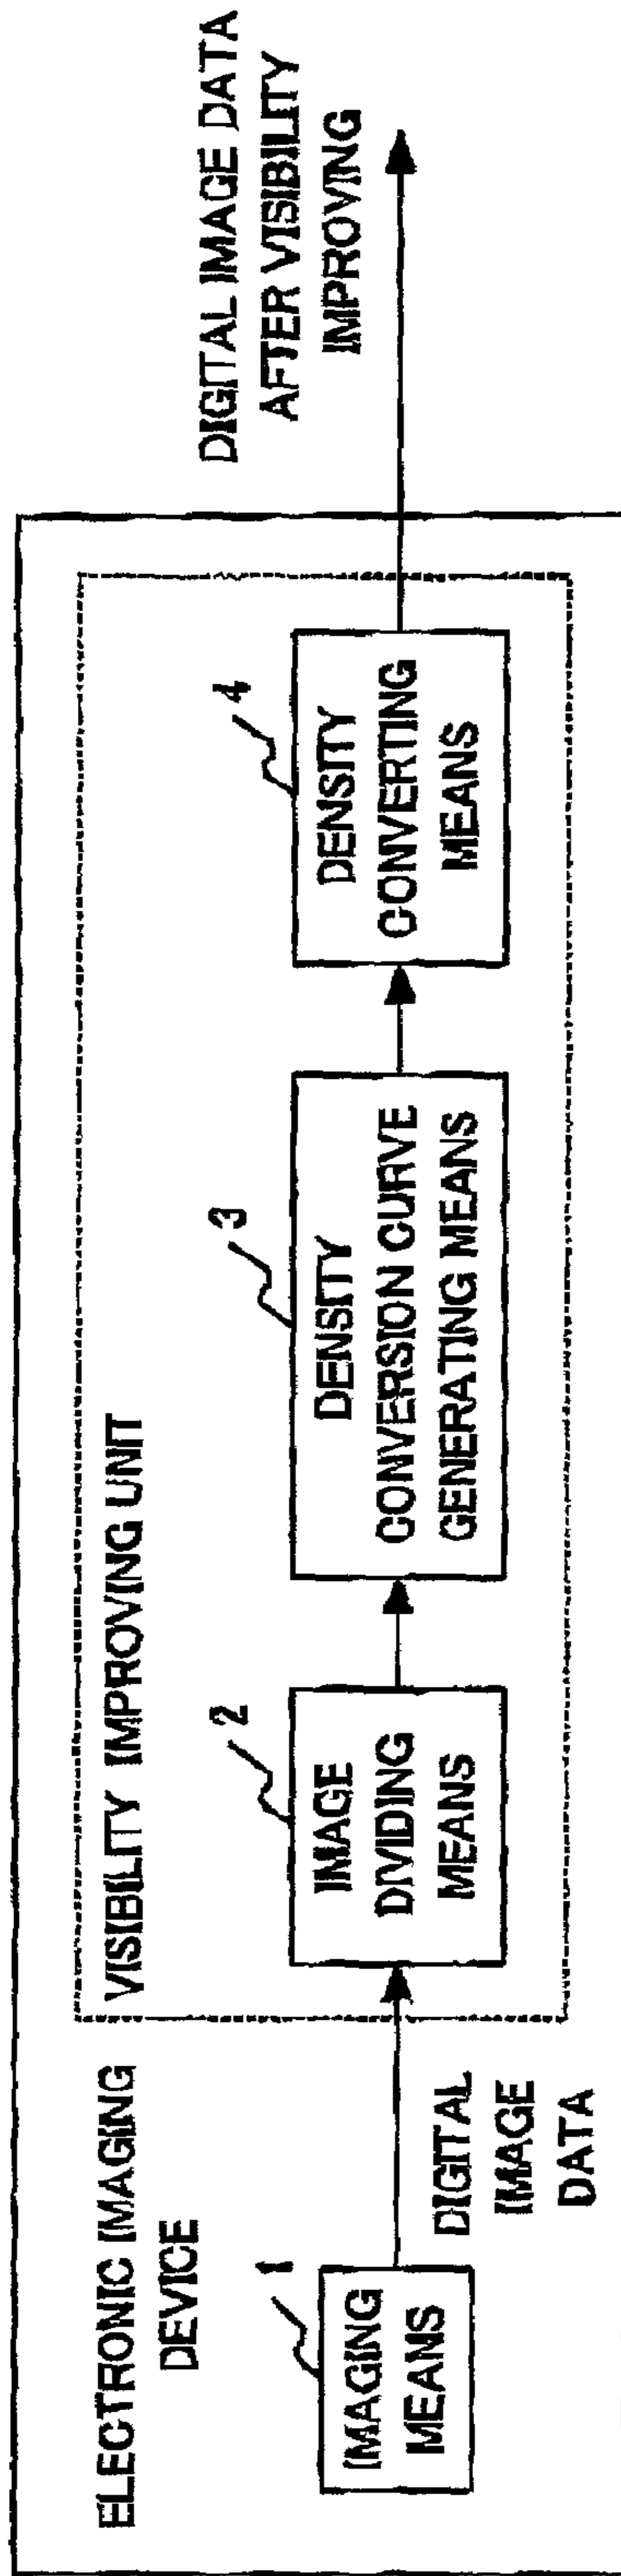 ELECTRONIC IMAGING
DEVICE
1
IMAGING
MEANS
DIGITAL
IMAGE
DATA
VISIBILITY IMPROVING UNIT
2
IMAGE
DIVIDING
MEANS
3
DENSITY
CONVERSION CURVE
GENERATING MEANS
4
DENSITY
CONVERTING
MEANS
DIGITAL IMAGE DATA
AFTER VISIBILITY
IMPROVING